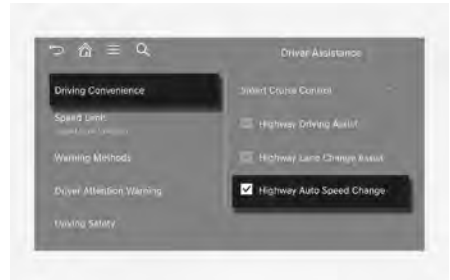 Driver Assistance
Driving Convenience
Speed Limit
Warning Methods
Driver Attention Warning
Driving Safety
Smart Cruise Control
Highway Driving Assist
Highway Lane Change Assist
Highway Auto Speed Change